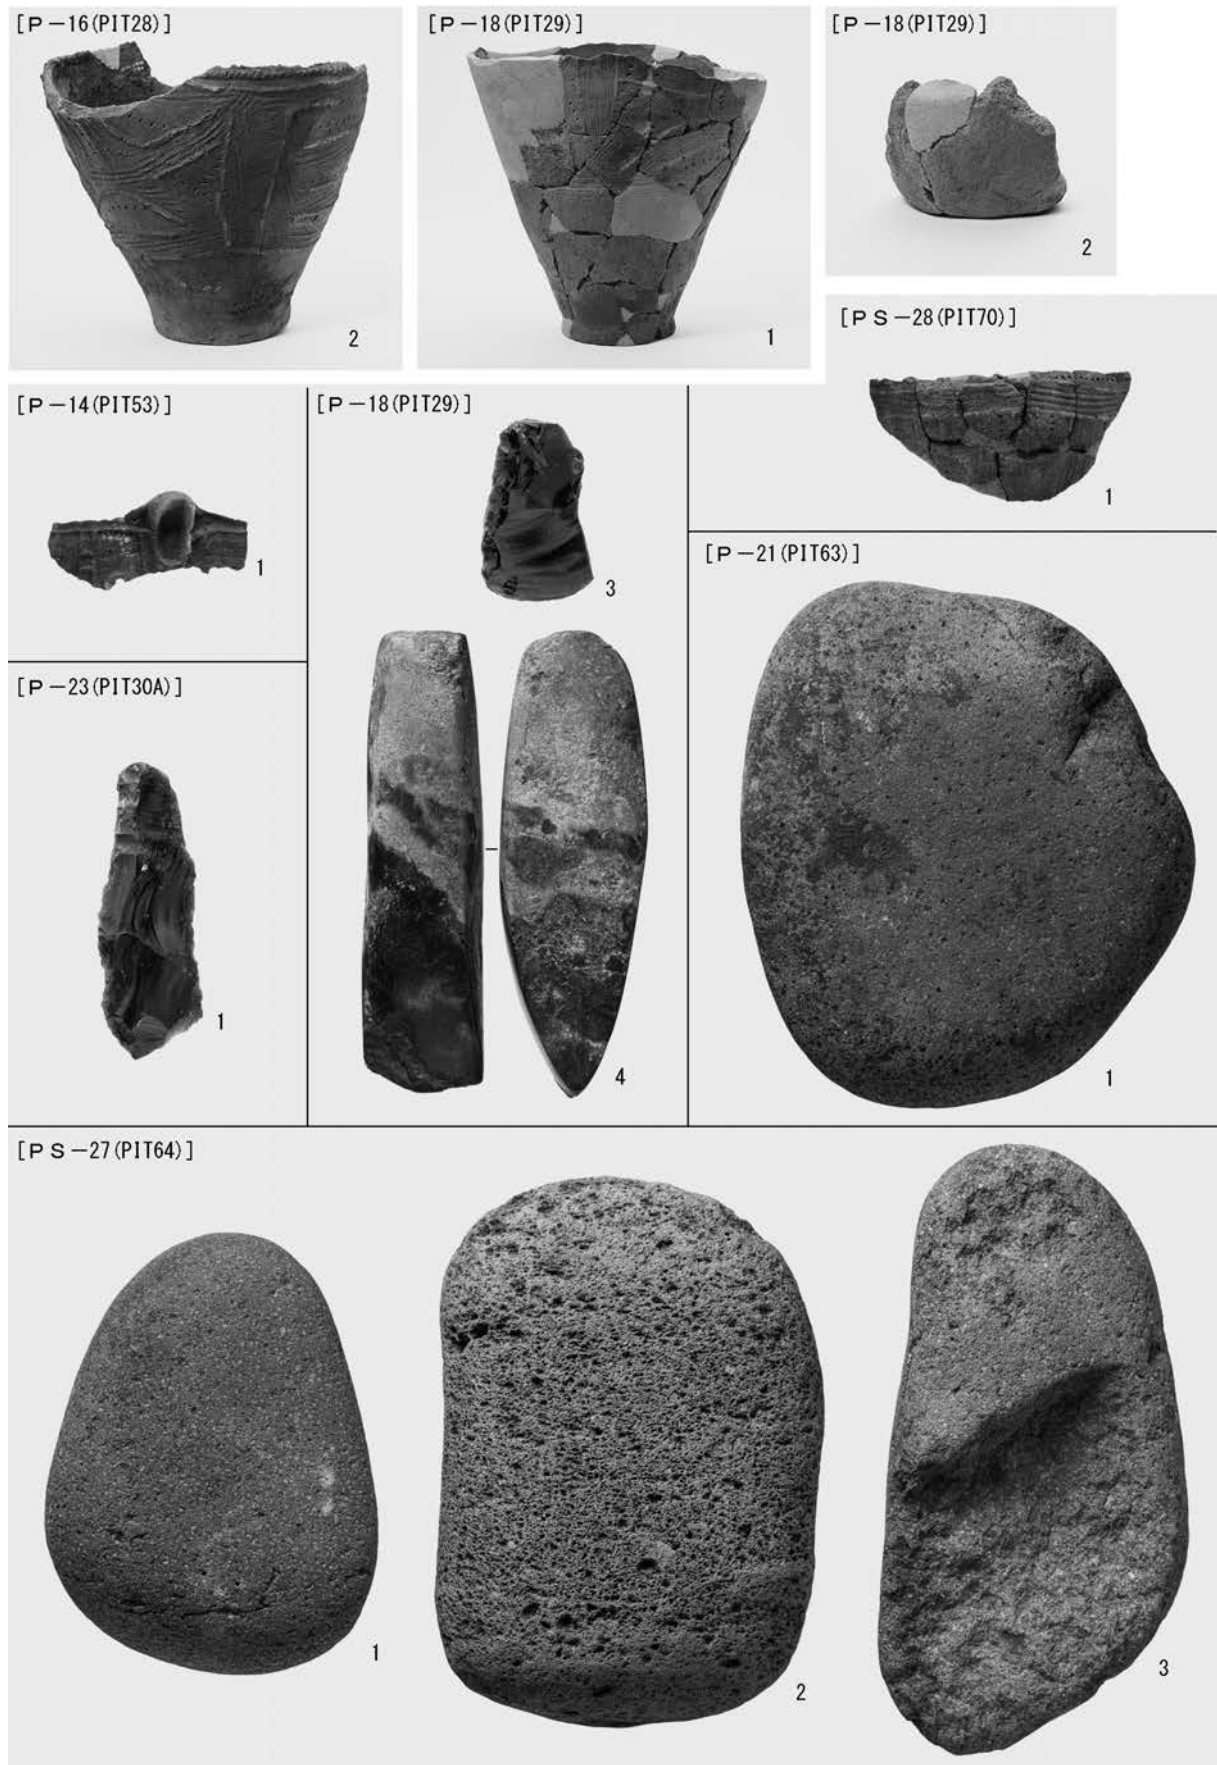 [P-16(PIT28)]
2
[P-18(PIT29)]
1
[P-18(PIT29)]
2
[PS-28(PIT70)]
1
[P-14(PIT53)]
1
[P-18(PIT29)]
3
4
[P-21(PIT63)]
1
[P-23(PIT30A)]
1
[PS-27(PIT64)]
1
2
3